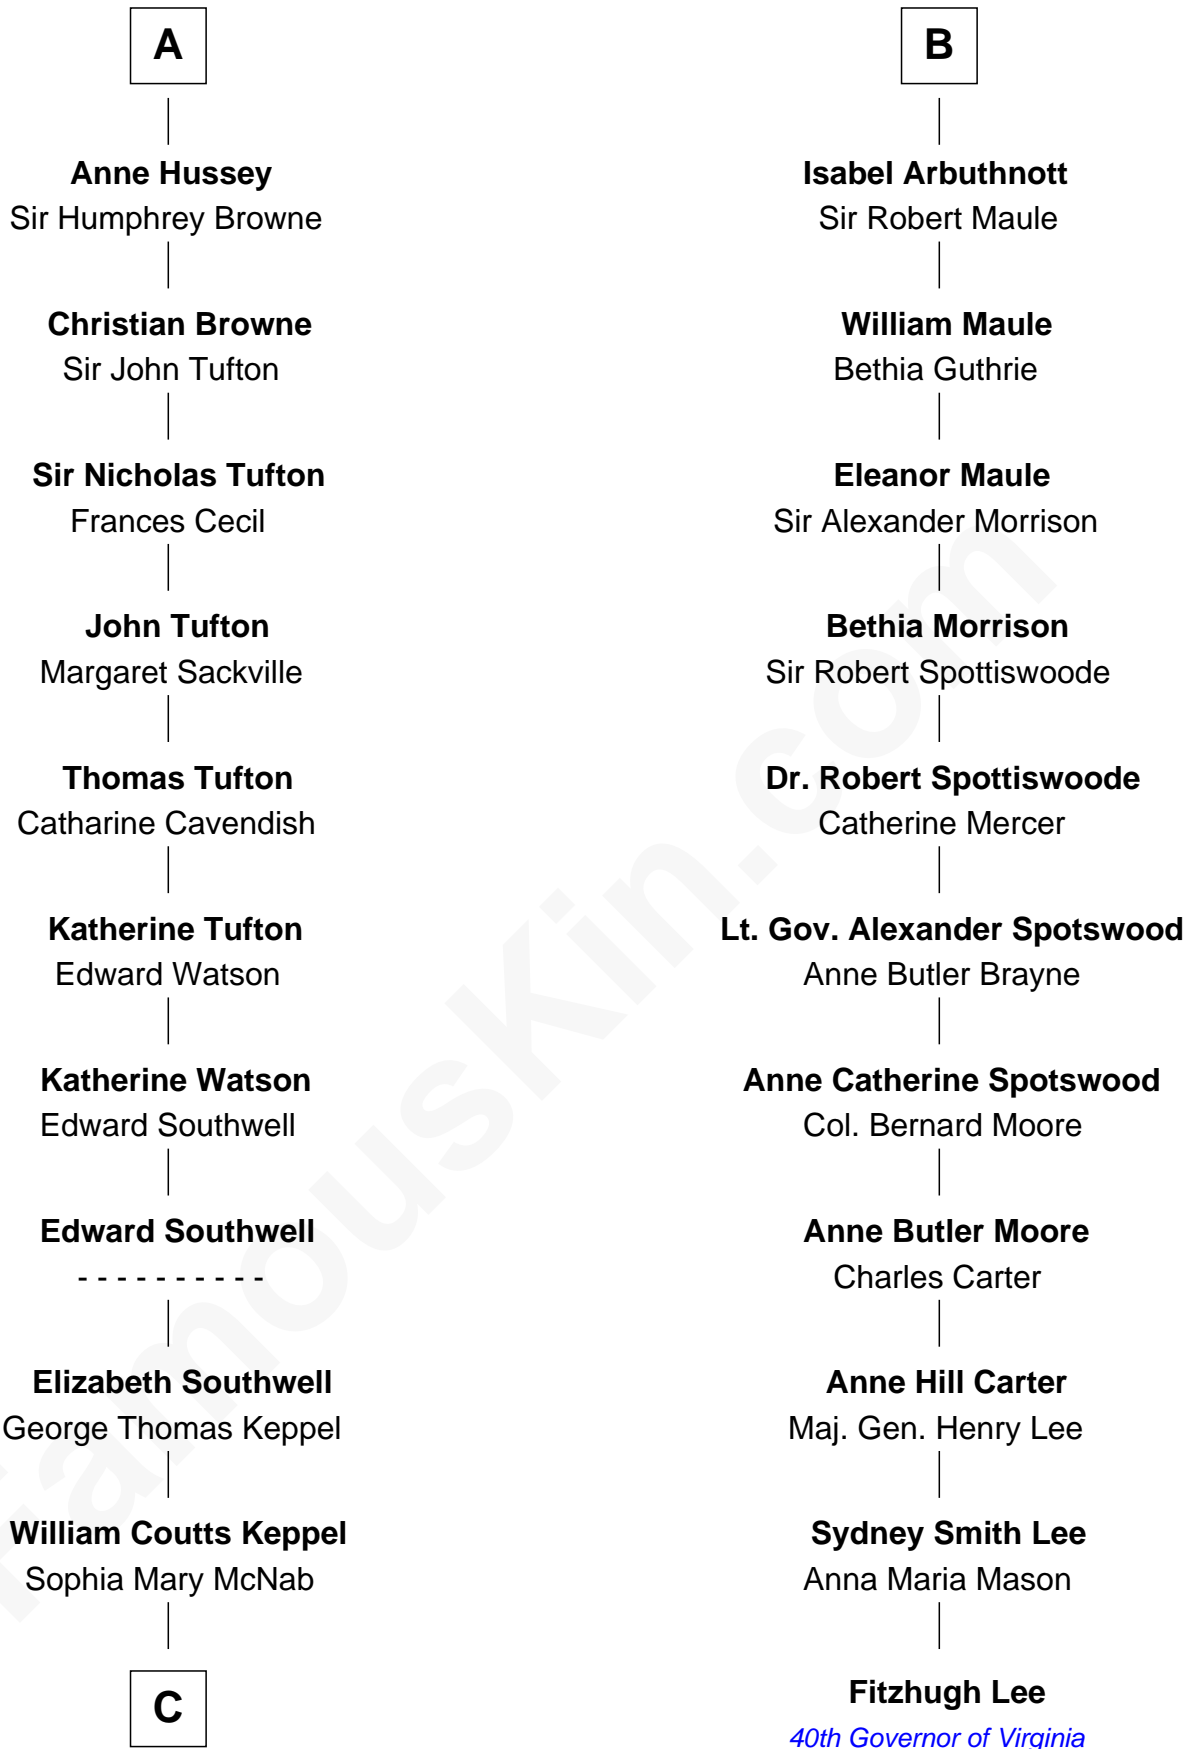 A
Anne Hussey
Sir Humphrey Browne
Christian Browne
Sir John Tufton
Sir Nicholas Tufton
Frances Cecil
John Tufton
Margaret Sackville
Thomas Tufton
Catharine Cavendish
Katherine Tufton
Edward Watson
Katherine Watson
Edward Southwell
Edward Southwell
- - - - - - - - - -
Elizabeth Southwell
George Thomas Keppel
William Coutts Keppel
Sophia Mary McNab
C
B
Isabel Arbuthnott
Sir Robert Maule
William Maule
Bethia Guthrie
Eleanor Maule
Sir Alexander Morrison
Bethia Morrison
Sir Robert Spottiswoode
Dr. Robert Spottiswoode
Catherine Mercer
Lt. Gov. Alexander Spotswood
Anne Butler Brayne
Anne Catherine Spotswood
Col. Bernard Moore
Anne Butler Moore
Charles Carter
Anne Hill Carter
Maj. Gen. Henry Lee
Sydney Smith Lee
Anna Maria Mason
Fitzhugh Lee
40th Governor of Virginia
FamousKin.com